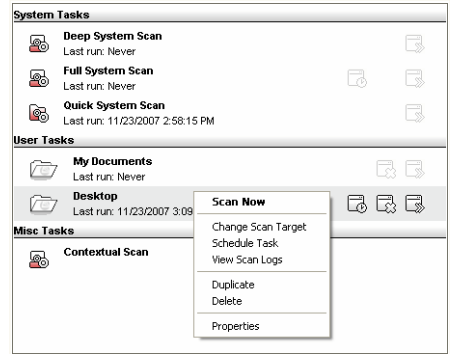 System Tasks
Deep System Scan
Last run: Never
Full System Scan
Last run: Never
Quick System Scan
Last run: 11/23/2007 2:58:15 PM
User Tasks
My Documents
Last run: Never
Desktop
Last run: 11/23/2007 3:09
Scan Now
Change Scan Target
Schedule Task
View Scan Logs
Duplicate
Delete
Properties
Misc Tasks
Contextual Scan